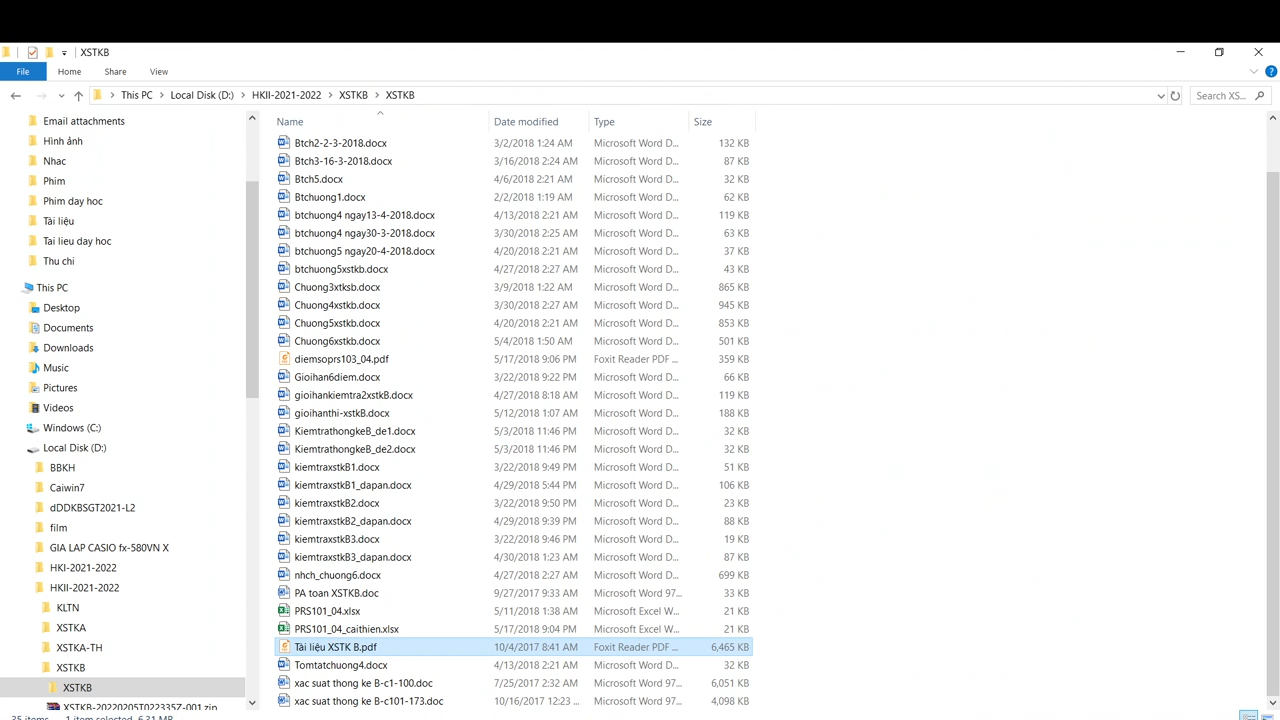 XSTKB
File Home Share View
This PC Local Disk (D:) HKII-2021-2022 XSTKB XSTKB Search XS...
Name Date modified Type Size
Email attachments
Hình ảnh
Nhac
Phim
Phim day hoc
Tài liệu
Tai lieu day hoc
Thu chi
This PC
Desktop
Documents
Downloads
Music
Pictures
Videos
Windows (C:)
Local Disk (D:)
BBKH
Caiwin7
dDDKBSGT2021-L2
film
GIA LAP CASIO fx-580VN X
HKI-2021-2022
HKII-2021-2022
KLTN
XSTKA
XSTKA-TH
XSTKB
XSTKB
XSTKB-20220205T022335Z-001.zip
Btch2-2-3-2018.docx 3/2/2018 1:24 AM Microsoft Word D... 132 KB
Btch3-16-3-2018.docx 3/16/2018 2:24 AM Microsoft Word D... 87 KB
Btch5.docx 4/6/2018 2:21 AM Microsoft Word D... 32 KB
Btchuong1.docx 2/2/2018 1:19 AM Microsoft Word D... 62 KB
btchuong4 ngay13-4-2018.docx 4/13/2018 2:21 AM Microsoft Word D... 119 KB
btchuong4 ngay30-3-2018.docx 3/30/2018 2:25 AM Microsoft Word D... 63 KB
btchuong5 ngay20-4-2018.docx 4/20/2018 2:21 AM Microsoft Word D... 37 KB
btchuong5xstkb.docx 4/27/2018 2:27 AM Microsoft Word D... 43 KB
Chuong3xtksb.docx 3/9/2018 1:22 AM Microsoft Word D... 865 KB
Chuong4xstkb.docx 3/30/2018 2:27 AM Microsoft Word D... 945 KB
Chuong5xstkb.docx 4/20/2018 2:21 AM Microsoft Word D... 853 KB
Chuong6xstkb.docx 5/4/2018 1:50 AM Microsoft Word D... 501 KB
diemsoprs103_04.pdf 5/17/2018 9:06 PM Foxit Reader PDF ... 359 KB
Gioihan6diem.docx 3/22/2018 9:22 PM Microsoft Word D... 66 KB
gioihankiemtra2xstkB.docx 4/27/2018 8:18 AM Microsoft Word D... 119 KB
gioihanthi-xstkB.docx 5/12/2018 1:07 AM Microsoft Word D... 188 KB
KiemtrathongkeB_de1.docx 5/3/2018 11:46 PM Microsoft Word D... 32 KB
KiemtrathongkeB_de2.docx 5/3/2018 11:46 PM Microsoft Word D... 32 KB
kiemtraxstkB1.docx 3/22/2018 9:49 PM Microsoft Word D... 51 KB
kiemtraxstkB1_dapan.docx 4/29/2018 5:44 PM Microsoft Word D... 106 KB
kiemtraxstkB2.docx 3/22/2018 9:50 PM Microsoft Word D... 23 KB
kiemtraxstkB2_dapan.docx 4/29/2018 9:39 PM Microsoft Word D... 88 KB
kiemtraxstkB3.docx 3/22/2018 9:46 PM Microsoft Word D... 19 KB
kiemtraxstkB3_dapan.docx 4/30/2018 1:23 AM Microsoft Word D... 87 KB
nhch_chuong6.docx 4/27/2018 2:27 AM Microsoft Word D... 699 KB
PA toan XSTKB.doc 9/27/2017 9:33 AM Microsoft Word 97... 33 KB
PRS101_04.xlsx 5/11/2018 1:38 AM Microsoft Excel W... 21 KB
PRS101_04_caithien.xlsx 5/17/2018 9:04 PM Microsoft Excel W... 21 KB
Tài liệu XSTK B.pdf 10/4/2017 8:41 AM Foxit Reader PDF ... 6,465 KB
Tomtatchuong4.docx 4/13/2018 2:21 AM Microsoft Word D... 32 KB
xac suat thong ke B-c1-100.doc 7/25/2017 2:32 AM Microsoft Word 97... 6,051 KB
xac suat thong ke B-c101-173.doc 10/16/2017 12:23 ... Microsoft Word 97... 4,098 KB
35 items 1 item selected 6.31 MB